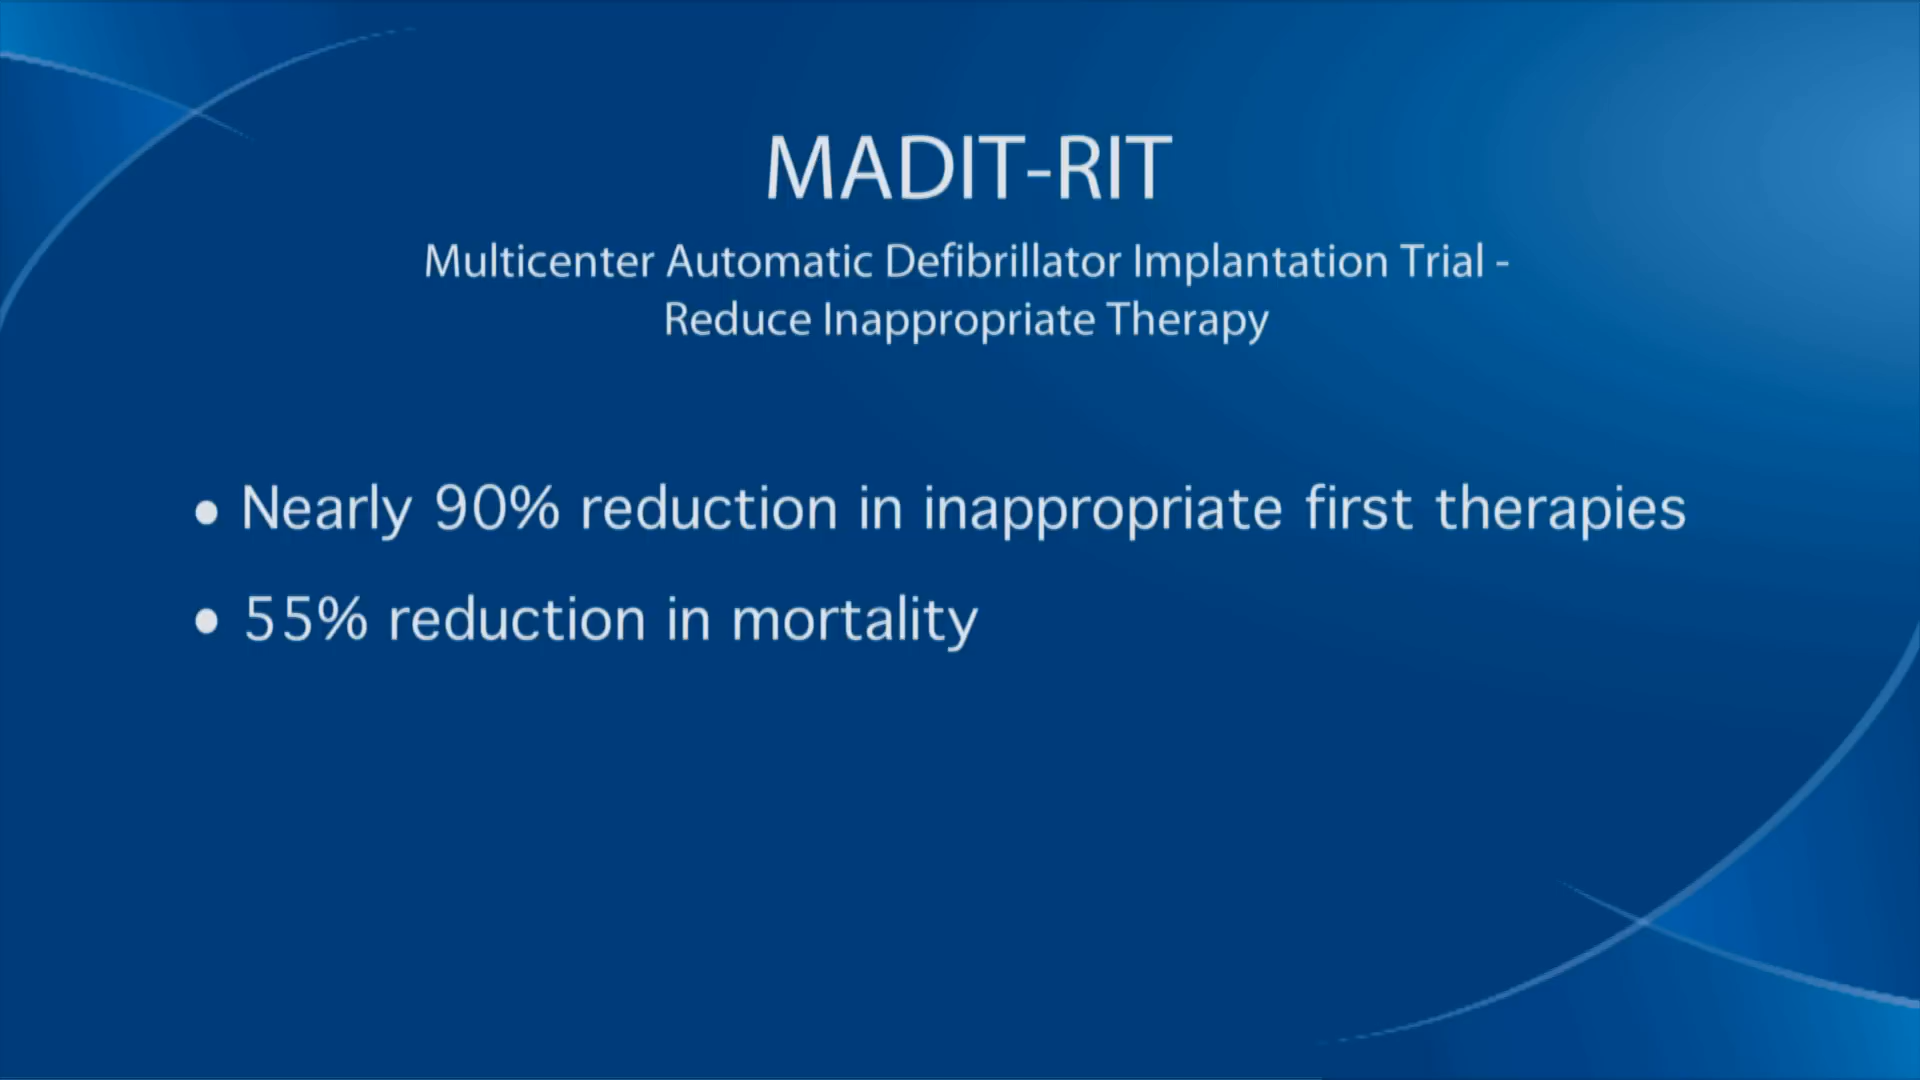 MADIT-RIT
Multicenter Automatic Defibrillator Implantation Trial -
Reduce Inappropriate Therapy
• Nearly 90% reduction in inappropriate first therapies
• 55% reduction in mortality